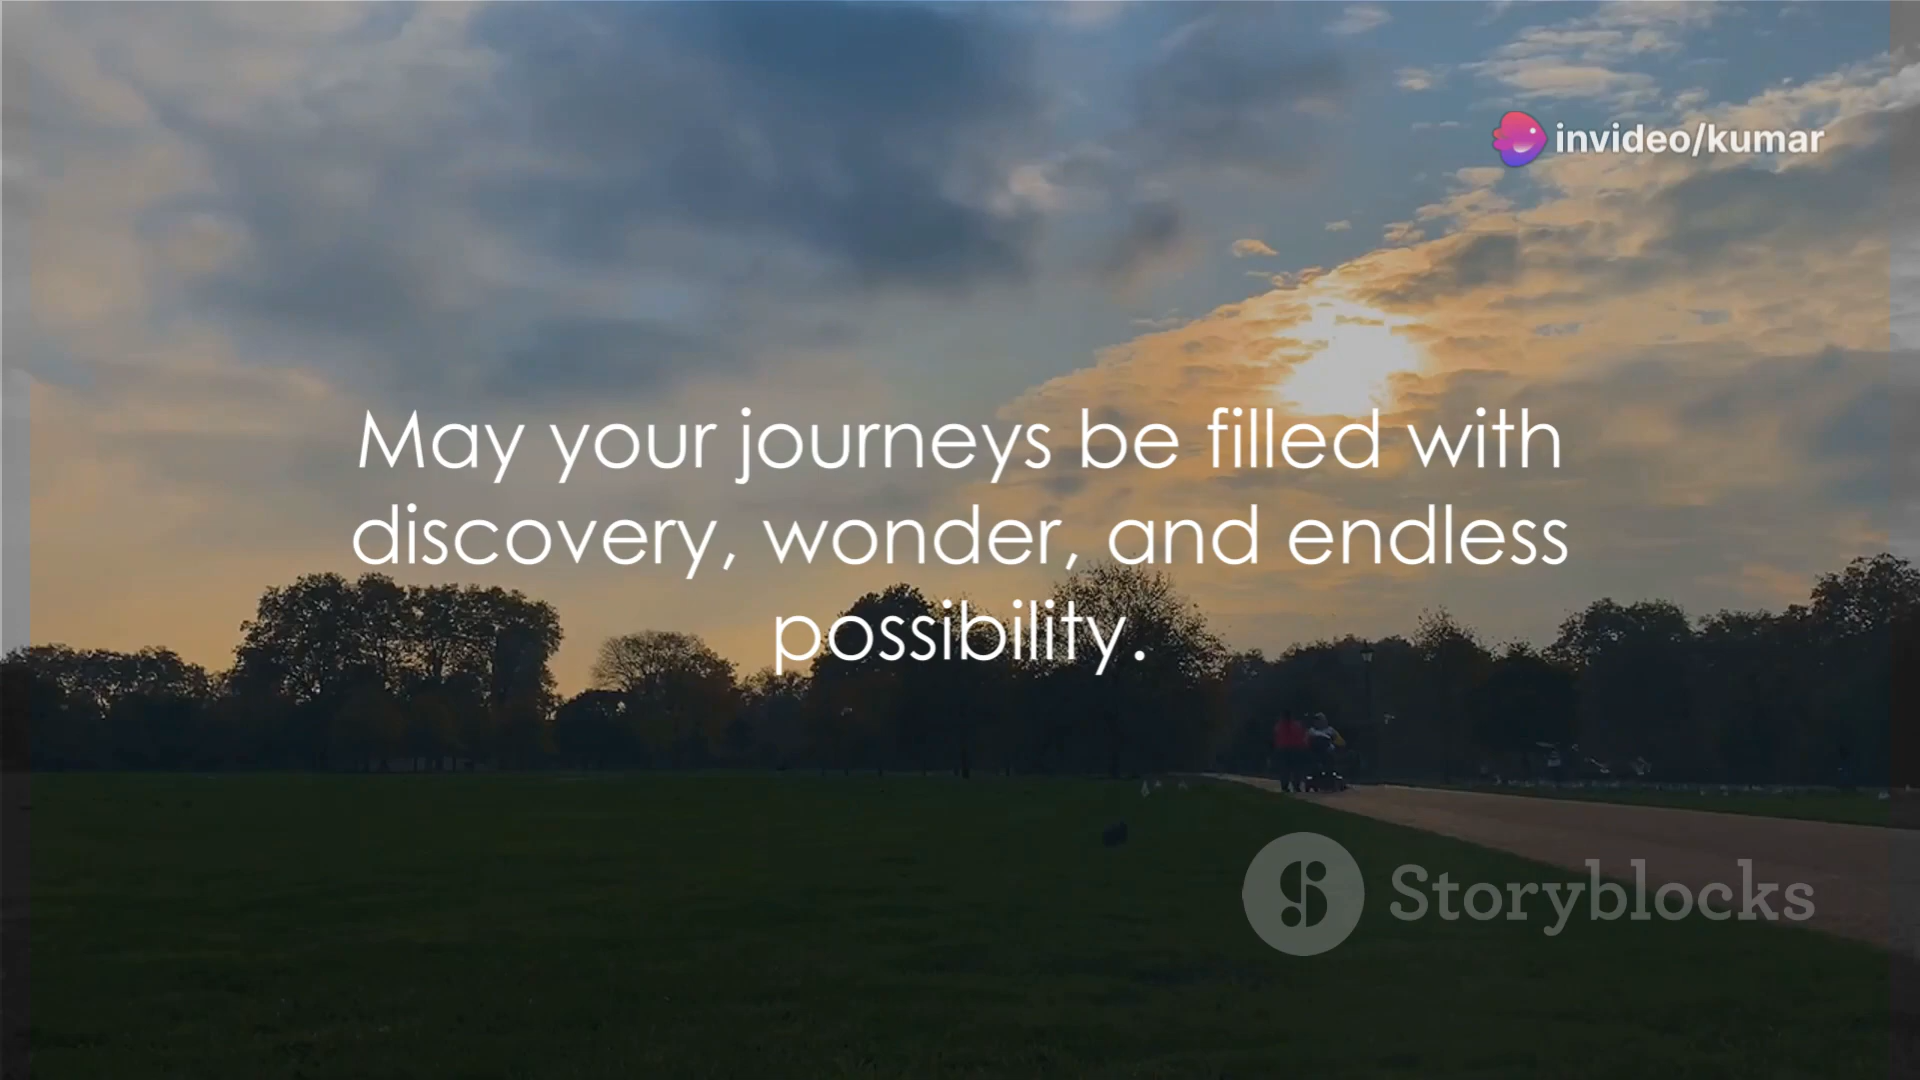 invideo/kumar
May your journeys be filled with
discovery, wonder, and endless
possibility.
Storyblocks